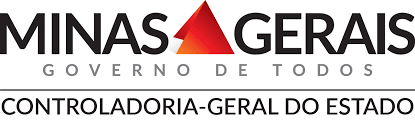 MINAS GERAIS
GOVERNO DE TODOS
CONTROLADORIA-GERAL DO ESTADO